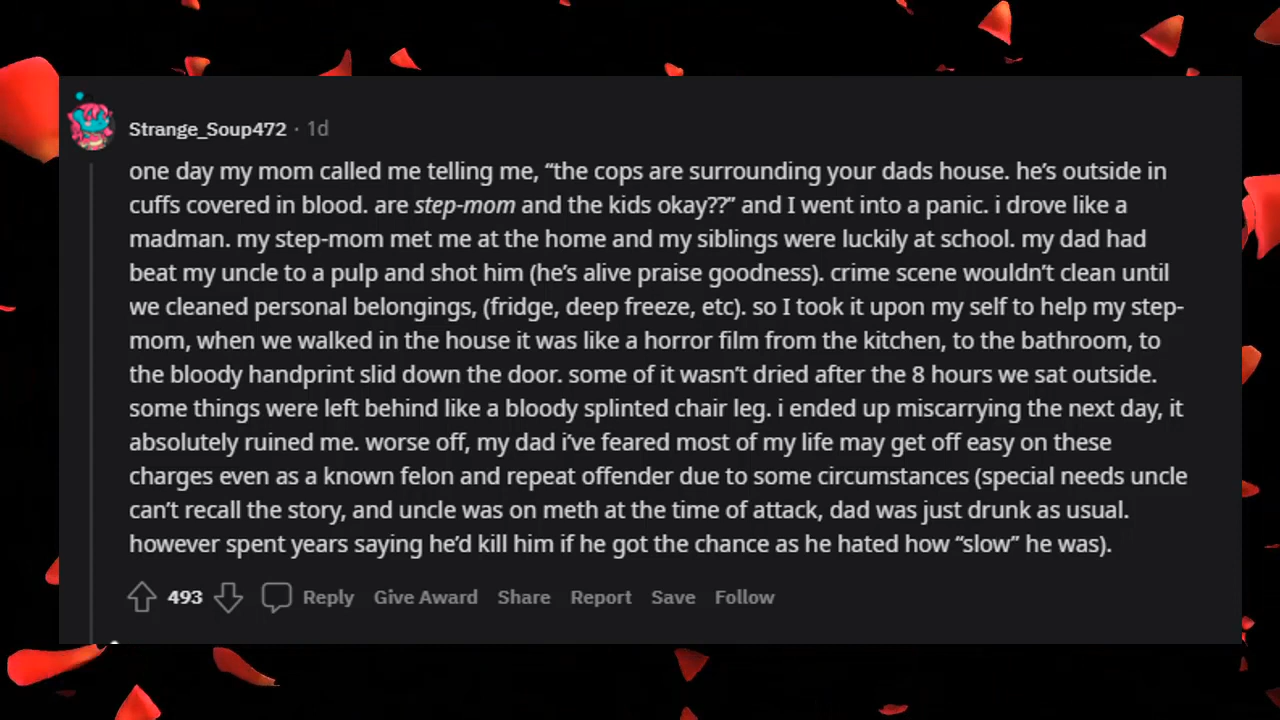 Strange_Soup472 · 1d
one day my mom called me telling me, “the cops are surrounding your dads house. he’s outside in
cuffs covered in blood. are step-mom and the kids okay??” and I went into a panic. i drove like a
madman. my step-mom met me at the home and my siblings were luckily at school. my dad had
beat my uncle to a pulp and shot him (he’s alive praise goodness). crime scene wouldn’t clean until
we cleaned personal belongings, (fridge, deep freeze, etc). so I took it upon my self to help my step-
mom, when we walked in the house it was like a horror film from the kitchen, to the bathroom, to
the bloody handprint slid down the door. some of it wasn’t dried after the 8 hours we sat outside.
some things were left behind like a bloody splinted chair leg. i ended up miscarrying the next day, it
absolutely ruined me. worse off, my dad i’ve feared most of my life may get off easy on these
charges even as a known felon and repeat offender due to some circumstances (special needs uncle
can’t recall the story, and uncle was on meth at the time of attack, dad was just drunk as usual.
however spent years saying he’d kill him if he got the chance as he hated how “slow” he was).
493 Reply Give Award Share Report Save Follow